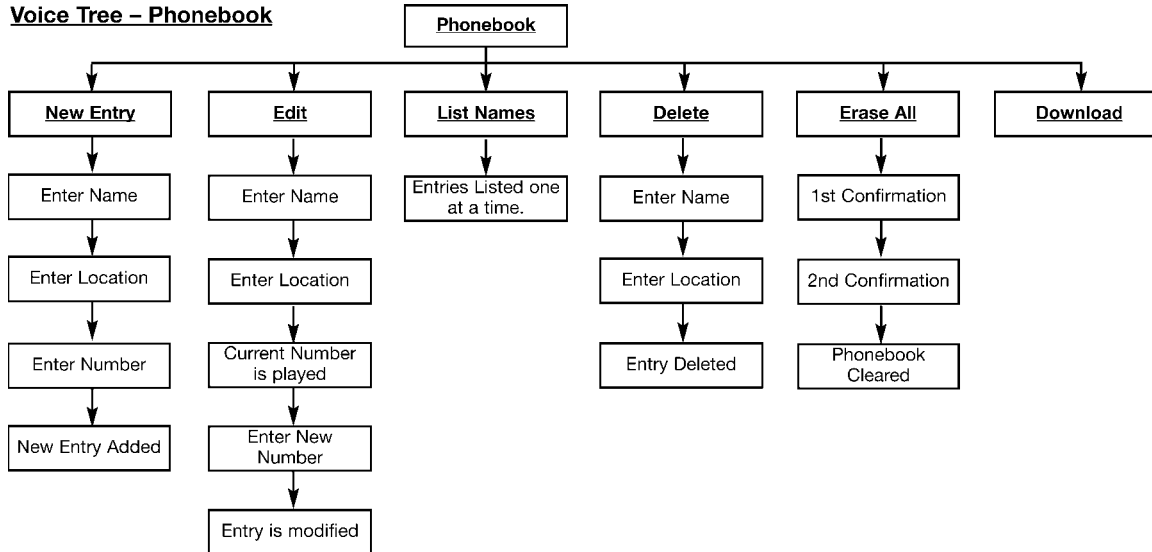 Voice Tree – Phonebook
Phonebook
New Entry
Edit
List Names
Delete
Erase All
Download
Enter Name
Enter Name
Entries Listed one
at a time.
Enter Name
1st Confirmation
Enter Location
Enter Location
Enter Location
2nd Confirmation
Enter Number
Current Number
is played
Entry Deleted
Phonebook
Cleared
New Entry Added
Enter New
Number
Entry is modified